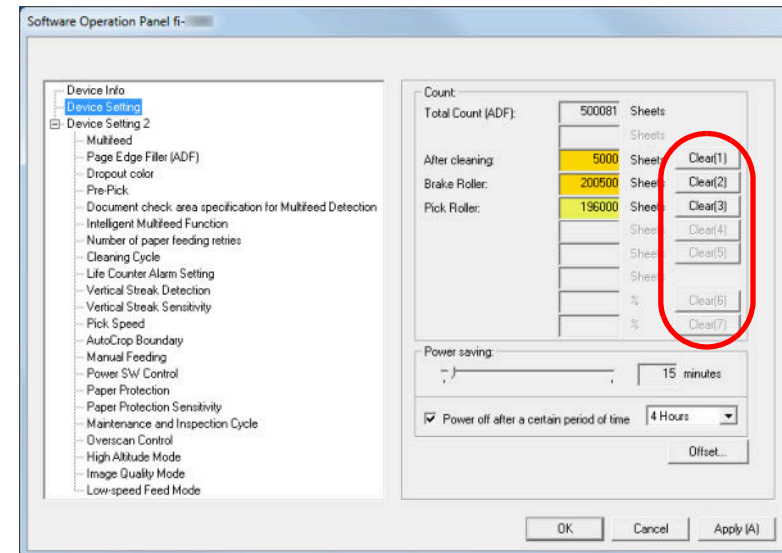 Software Operation Panel fi-
Device Info
Device Setting
Device Setting 2
Multifeed
Page Edge Filler (ADF)
Dropout color
Pre-Pick
Document check area specification for Multifeed Detection
Intelligent Multifeed Function
Number of paper feeding retries
Cleaning Cycle
Life Counter Alarm Setting
Vertical Streak Detection
Vertical Streak Sensitivity
Pick Speed
AutoCrop Boundary
Manual Feeding
Power SW Control
Paper Protection
Paper Protection Sensitivity
Maintenance and Inspection Cycle
Overscan Control
High Altitude Mode
Image Quality Mode
Low-speed Feed Mode
Count:
Total Count (ADF): 500081 Sheets
Sheets
After cleaning: 5000 Sheets Clear(1)
Brake Roller: 200500 Sheets Clear(2)
Pick Roller: 196000 Sheets Clear(3)
Sheets Clear(4)
Sheets Clear(5)
Sheets
% Clear(6)
% Clear(7)
Power saving:
15 minutes
Power off after a certain period of time 4 Hours
Offset...
OK Cancel Apply (A)